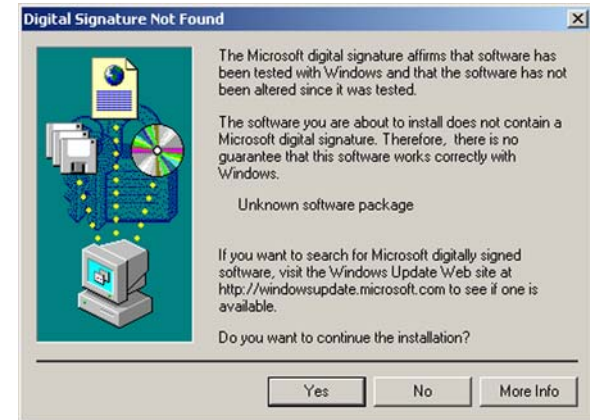 Digital Signature Not Found
The Microsoft digital signature affirms that software has
been tested with Windows and that the software has not
been altered since it was tested.
The software you are about to install does not contain a
Microsoft digital signature. Therefore, there is no
guarantee that this software works correctly with
Windows.
Unknown software package
If you want to search for Microsoft digitally signed
software, visit the Windows Update Web site at
http://windowsupdate.microsoft.com to see if one is
available.
Do you want to continue the installation?
Yes No More Info